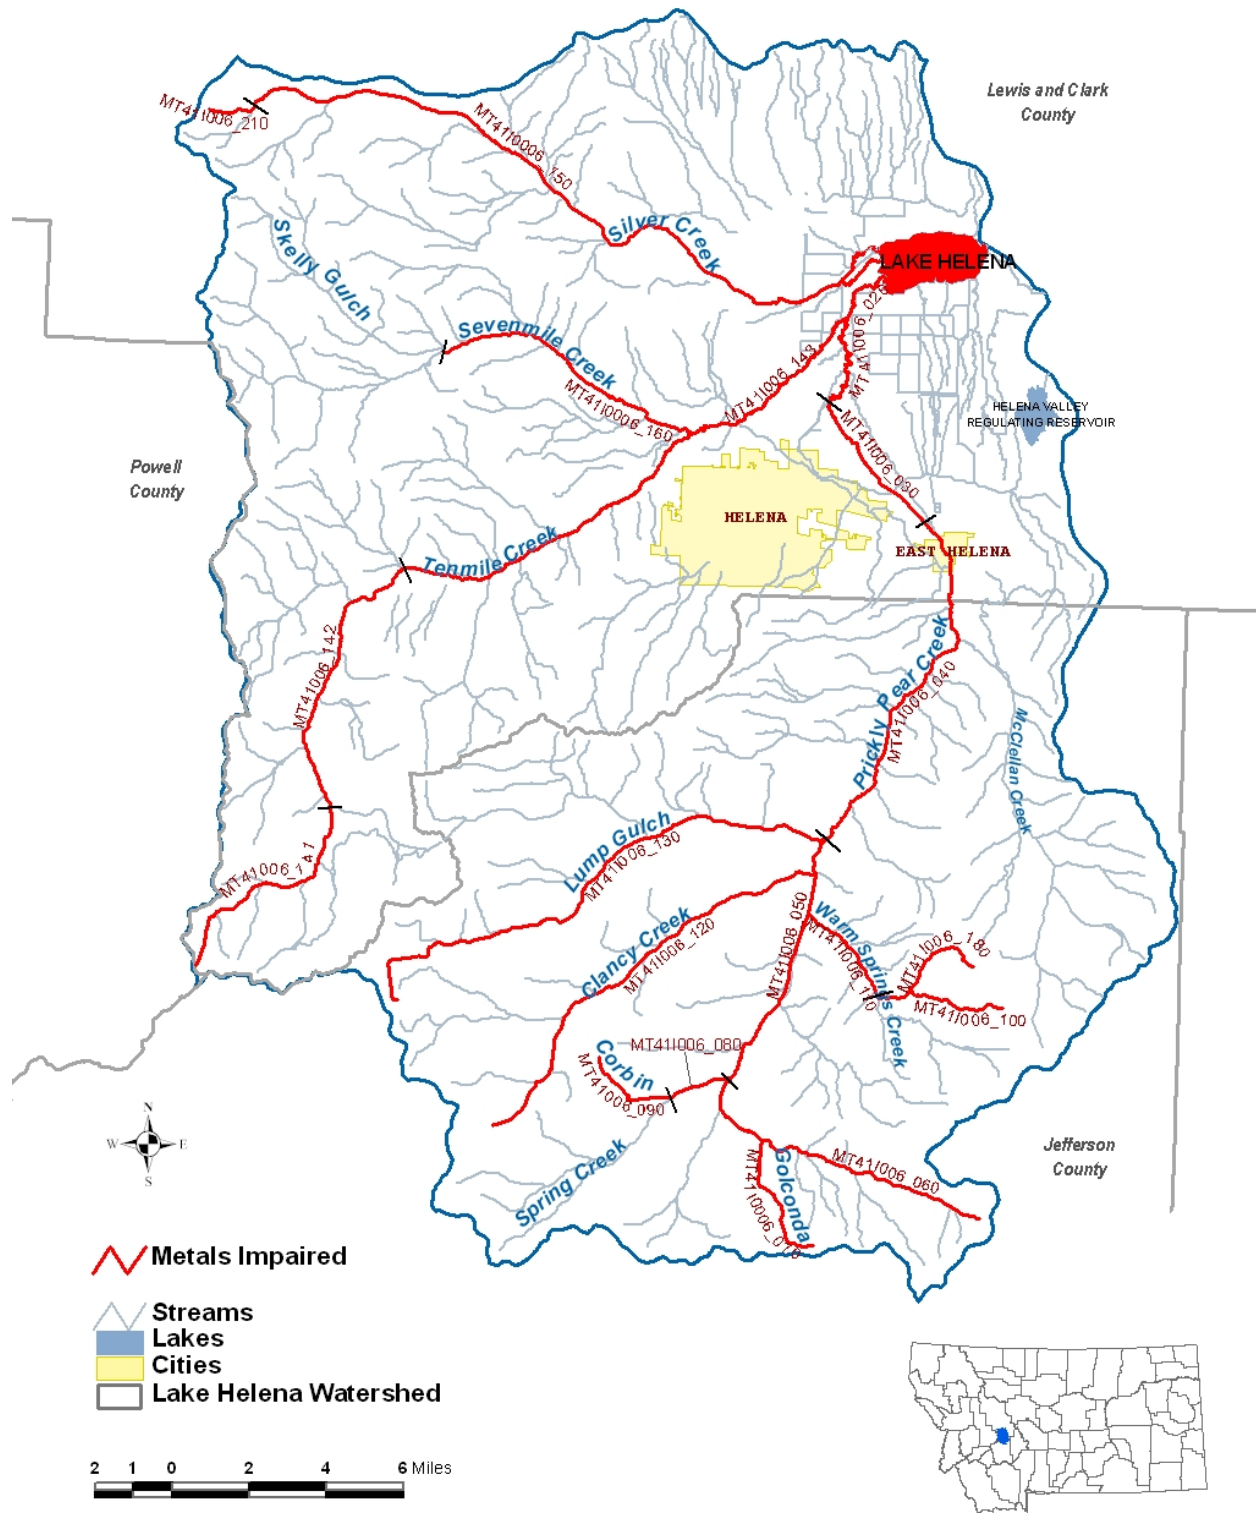 Lewis and Clark
County
MT41I006_210
MT41I0006_150
Silver Creek
Skelly Gulch
LAKE HELENA
MT41I006_020
Sevenmile Creek
MT41I0006_160
MT41I006_143
HELENA VALLEY
REGULATING RESERVOIR
MT41I006_030
Powell
County
HELENA
EAST HELENA
Tenmile Creek
MT41I006_142
Prickly Pear Creek
MT41I006_040
McClellan Creek
MT41I006_141
Lump Gulch
MT41I006_130
Clancy Creek
MT41I006_120
MT41I006_050
Warm Springs Creek
MT41I006_110
MT41I006_180
MT41I006_100
MT41I006_080
Corbin
MT41I006_090
Spring Creek
Golconda
MT41I0006_070
MT41I006_060
Jefferson
County
N
W
E
S
Metals Impaired
Streams
Lakes
Cities
Lake Helena Watershed
2 1 0 2 4 6 Miles